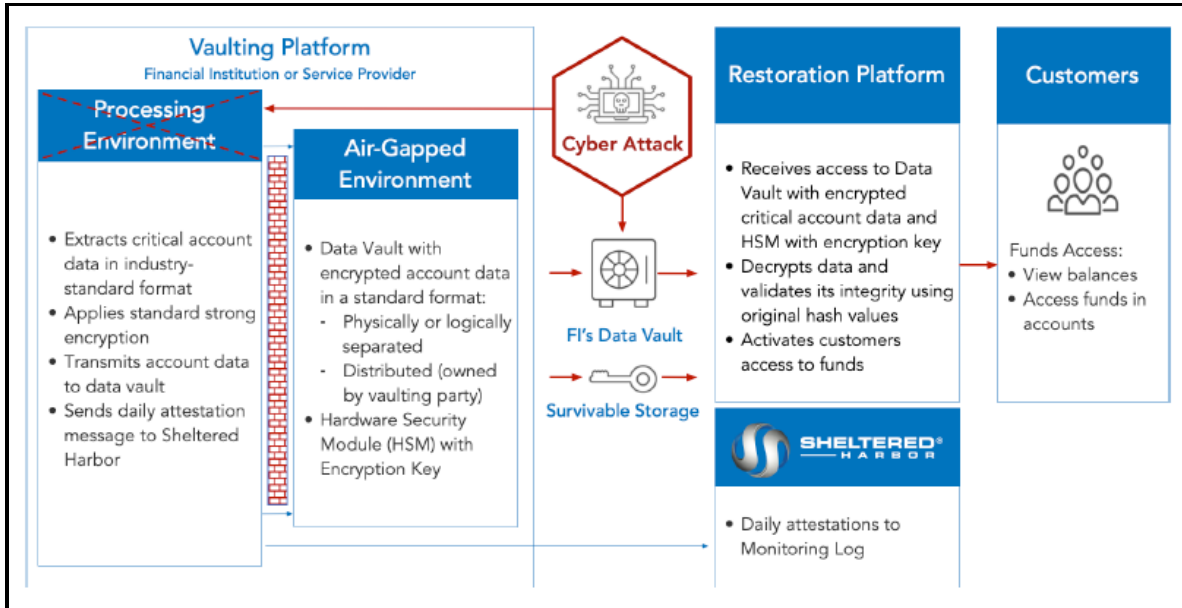 Vaulting Platform
Financial Institution or Service Provider
Processing
Environment
• Extracts critical account
data in industry-
standard format
• Applies standard strong
encryption
• Transmits account data
to data vault
• Sends daily attestation
message to Sheltered
Harbor
Air-Gapped
Environment
• Data Vault with
encrypted account data
in a standard format:
- Physically or logically
separated
- Distributed (owned
by vaulting party)
• Hardware Security
Module (HSM) with
Encryption Key
Cyber Attack
FI's Data Vault
Survivable Storage
Restoration Platform
• Receives access to Data
Vault with encrypted
critical account data and
HSM with encryption key
• Decrypts data and
validates its integrity using
original hash values
• Activates customers
access to funds
SHELTERED®
HARBOR
• Daily attestations to
Monitoring Log
Customers
Funds Access:
• View balances
• Access funds in
accounts